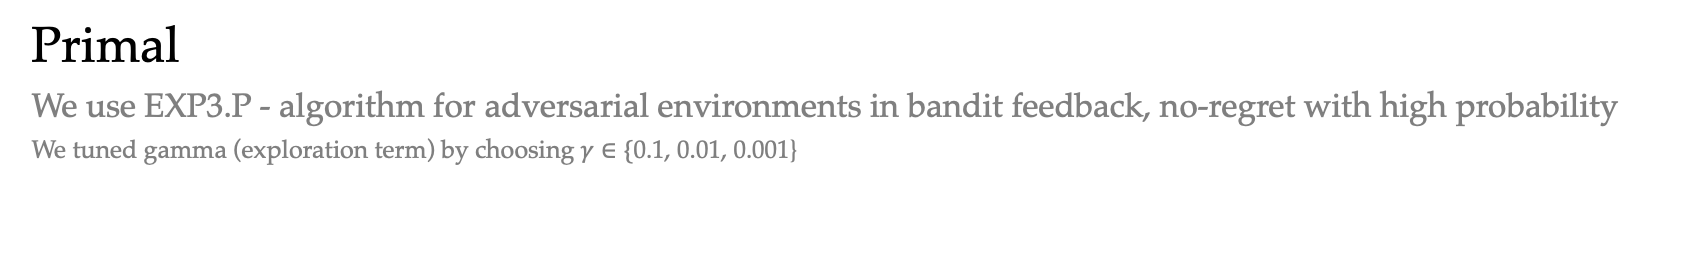 Primal
We use EXP3.P - algorithm for adversarial environments in bandit feedback, no-regret with high probability
We tuned gamma (exploration term) by choosing γ ∈ {0.1, 0.01, 0.001}